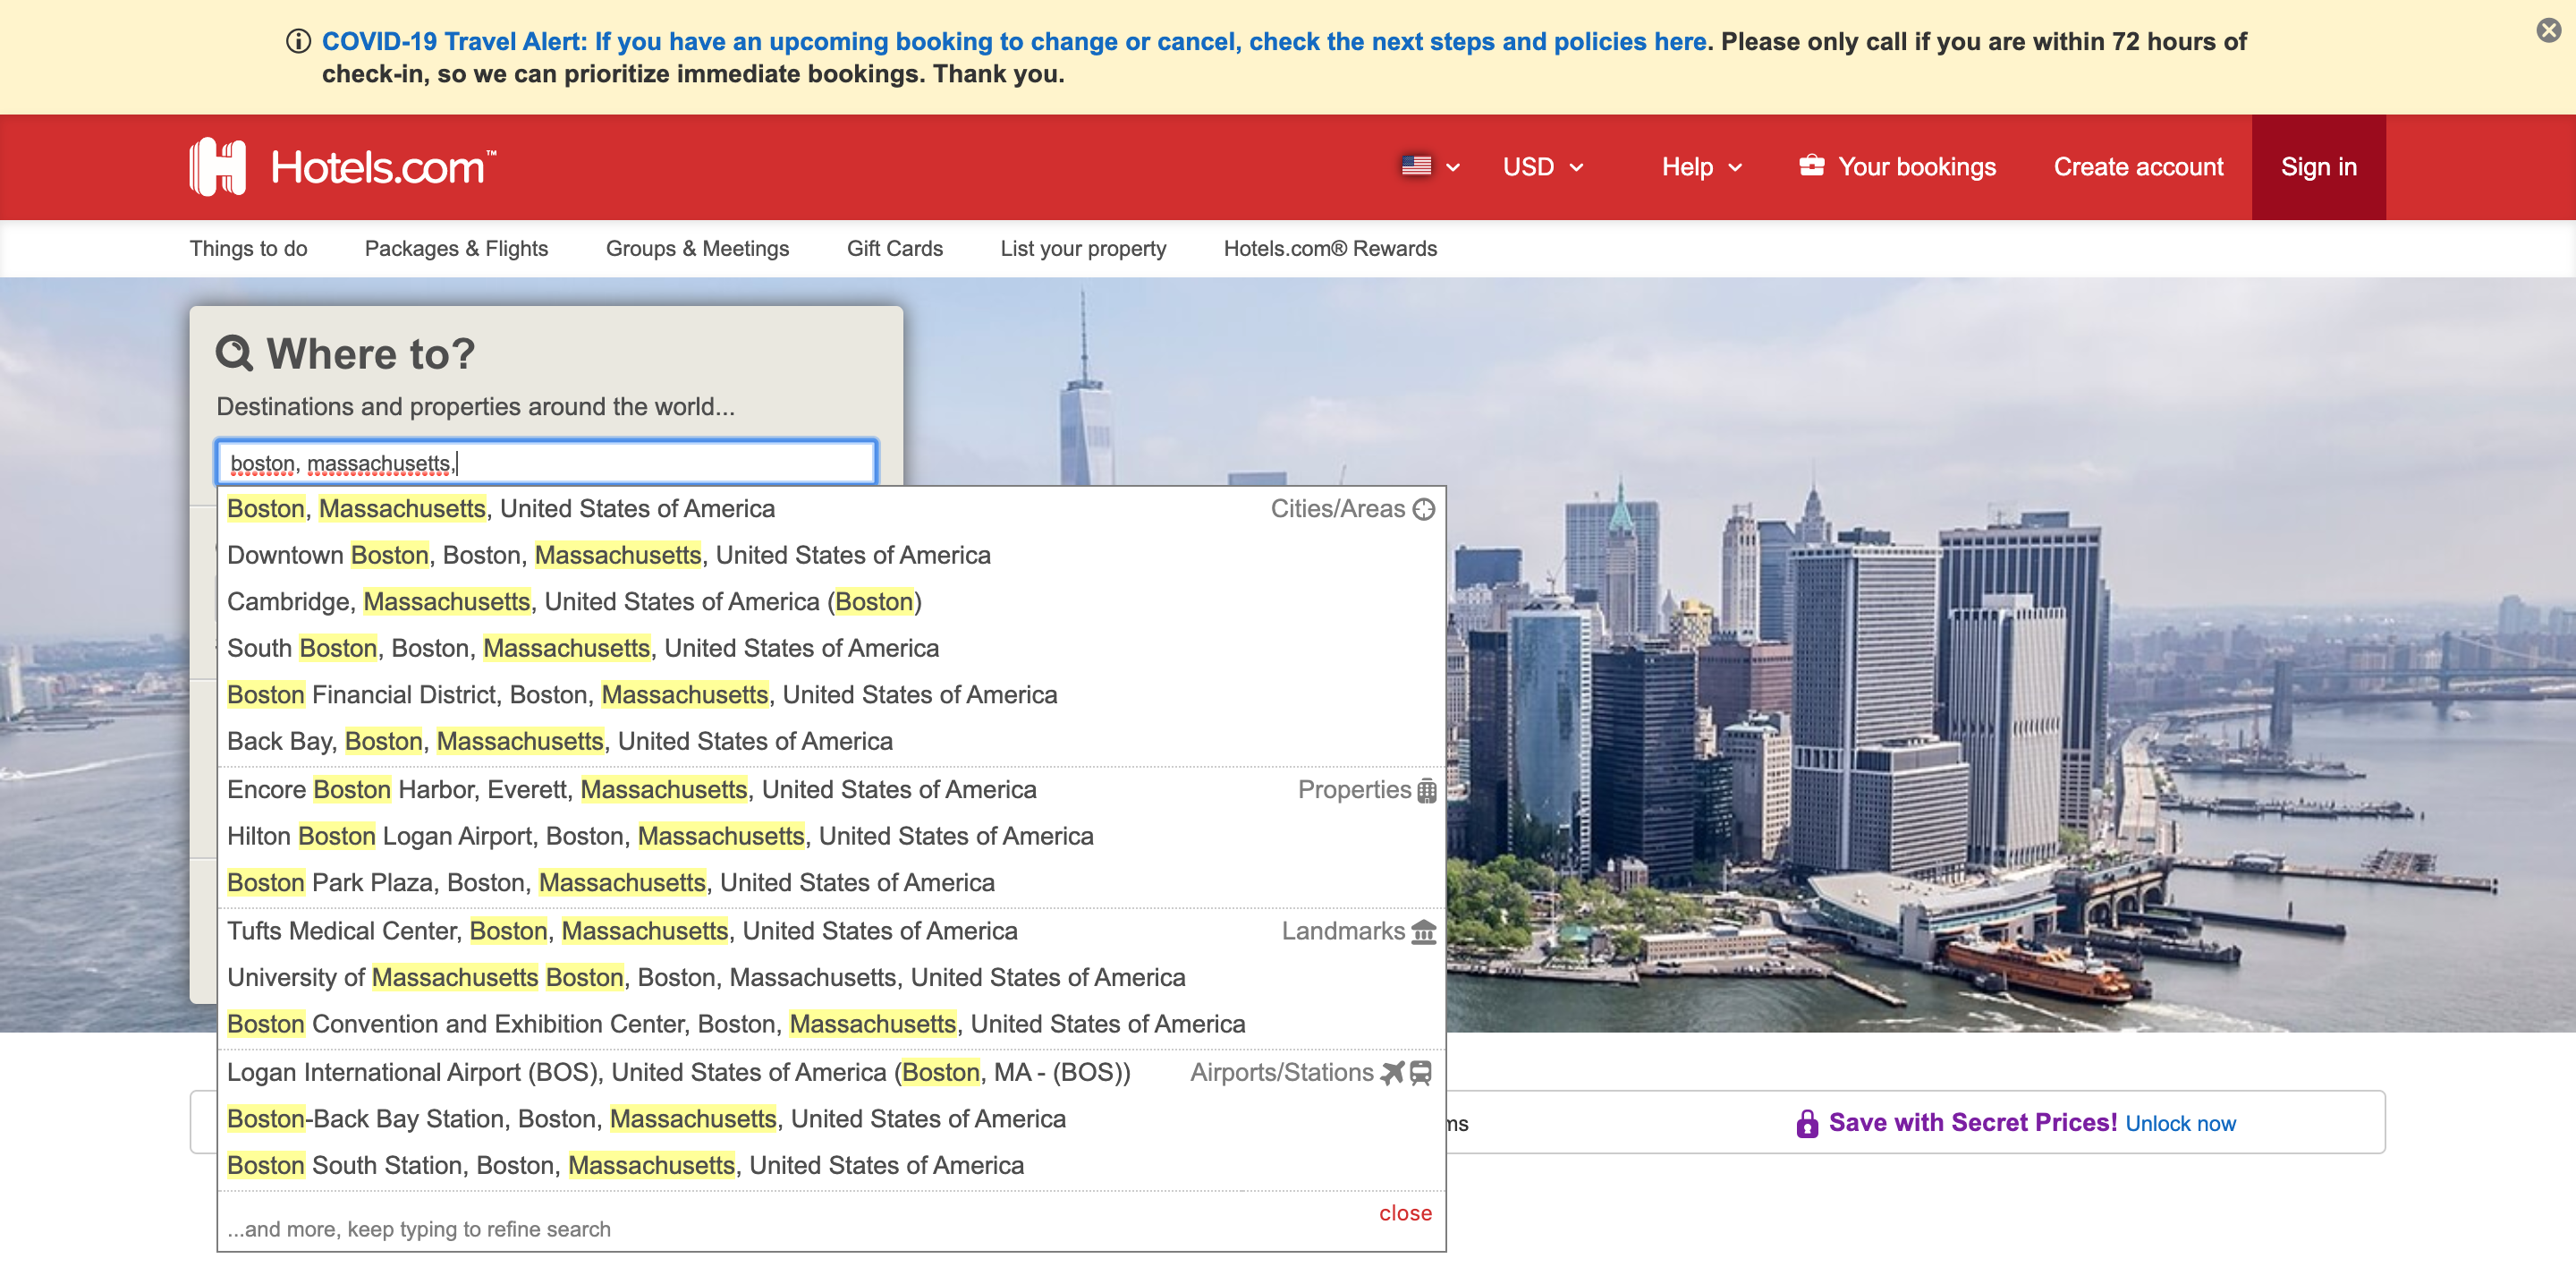 COVID-19 Travel Alert: If you have an upcoming booking to change or cancel, check the next steps and policies here. Please only call if you are within 72 hours of
check-in, so we can prioritize immediate bookings. Thank you.
Hotels.com™
USD
Help
Your bookings
Create account
Sign in
Things to do
Packages & Flights
Groups & Meetings
Gift Cards
List your property
Hotels.com® Rewards
Where to?
Destinations and properties around the world...
boston, massachusetts,
Boston, Massachusetts, United States of America
Cities/Areas
Downtown Boston, Boston, Massachusetts, United States of America
Cambridge, Massachusetts, United States of America (Boston)
South Boston, Boston, Massachusetts, United States of America
Boston Financial District, Boston, Massachusetts, United States of America
Back Bay, Boston, Massachusetts, United States of America
Encore Boston Harbor, Everett, Massachusetts, United States of America
Properties
Hilton Boston Logan Airport, Boston, Massachusetts, United States of America
Boston Park Plaza, Boston, Massachusetts, United States of America
Tufts Medical Center, Boston, Massachusetts, United States of America
Landmarks
University of Massachusetts Boston, Boston, Massachusetts, United States of America
Boston Convention and Exhibition Center, Boston, Massachusetts, United States of America
Logan International Airport (BOS), United States of America (Boston, MA - (BOS))
Airports/Stations
Boston-Back Bay Station, Boston, Massachusetts, United States of America
Boston South Station, Boston, Massachusetts, United States of America
close
...and more, keep typing to refine search
Save with Secret Prices! Unlock now